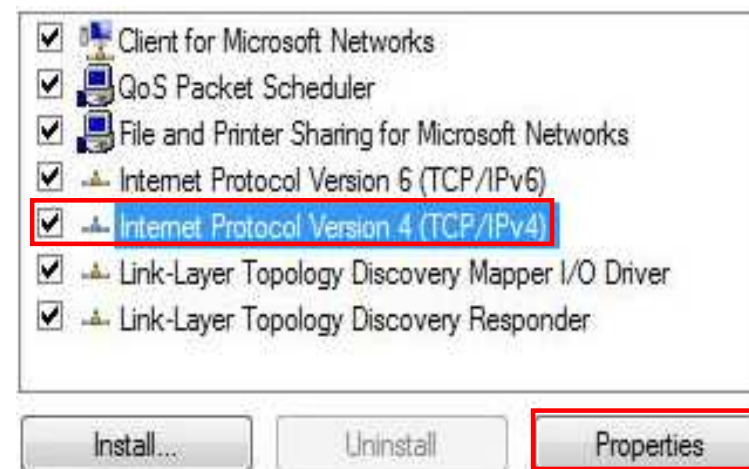 Client for Microsoft Networks
QoS Packet Scheduler
File and Printer Sharing for Microsoft Networks
Internet Protocol Version 6 (TCP/IPv6)
Internet Protocol Version 4 (TCP/IPv4)
Link-Layer Topology Discovery Mapper I/O Driver
Link-Layer Topology Discovery Responder
Install... Uninstall Properties